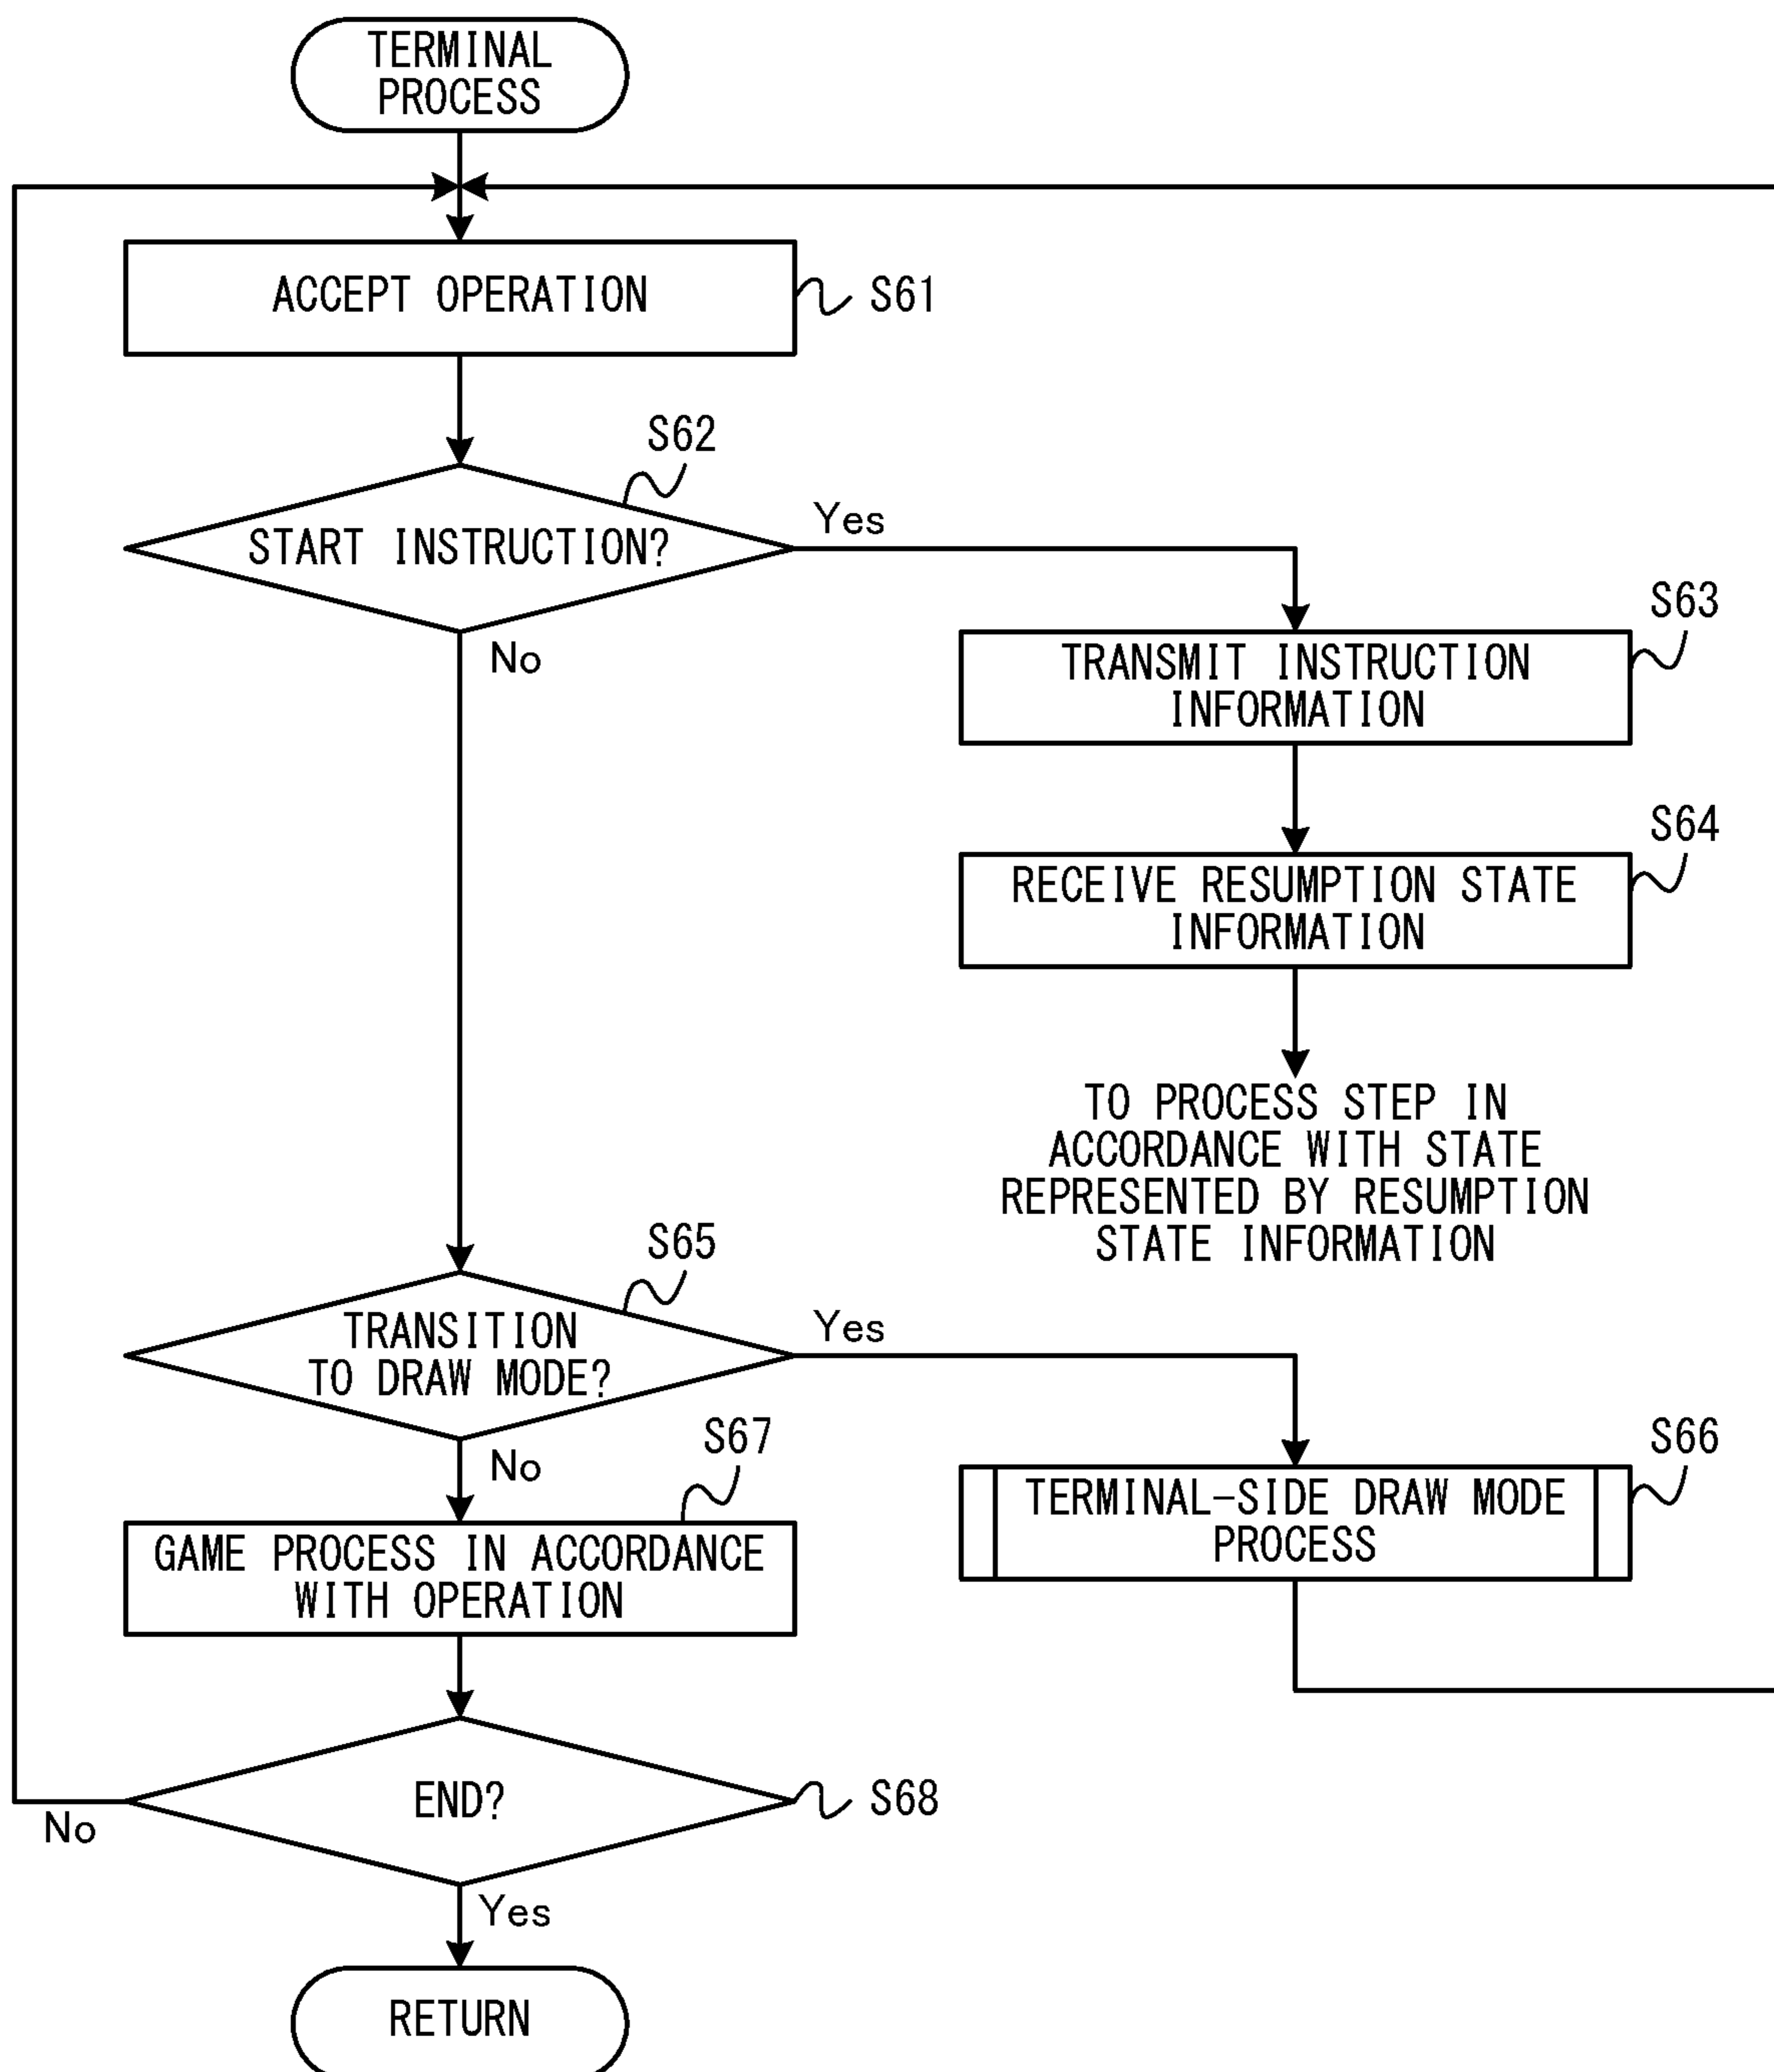 TERMINAL
PROCESS
ACCEPT OPERATION
S61
S62
START INSTRUCTION?
Yes
No
S63
TRANSMIT INSTRUCTION
INFORMATION
S64
RECEIVE RESUMPTION STATE
INFORMATION
TO PROCESS STEP IN
ACCORDANCE WITH STATE
REPRESENTED BY RESUMPTION
STATE INFORMATION
S65
TRANSITION
TO DRAW MODE?
Yes
No
S66
TERMINAL-SIDE DRAW MODE
PROCESS
S67
GAME PROCESS IN ACCORDANCE
WITH OPERATION
END?
S68
No
Yes
RETURN